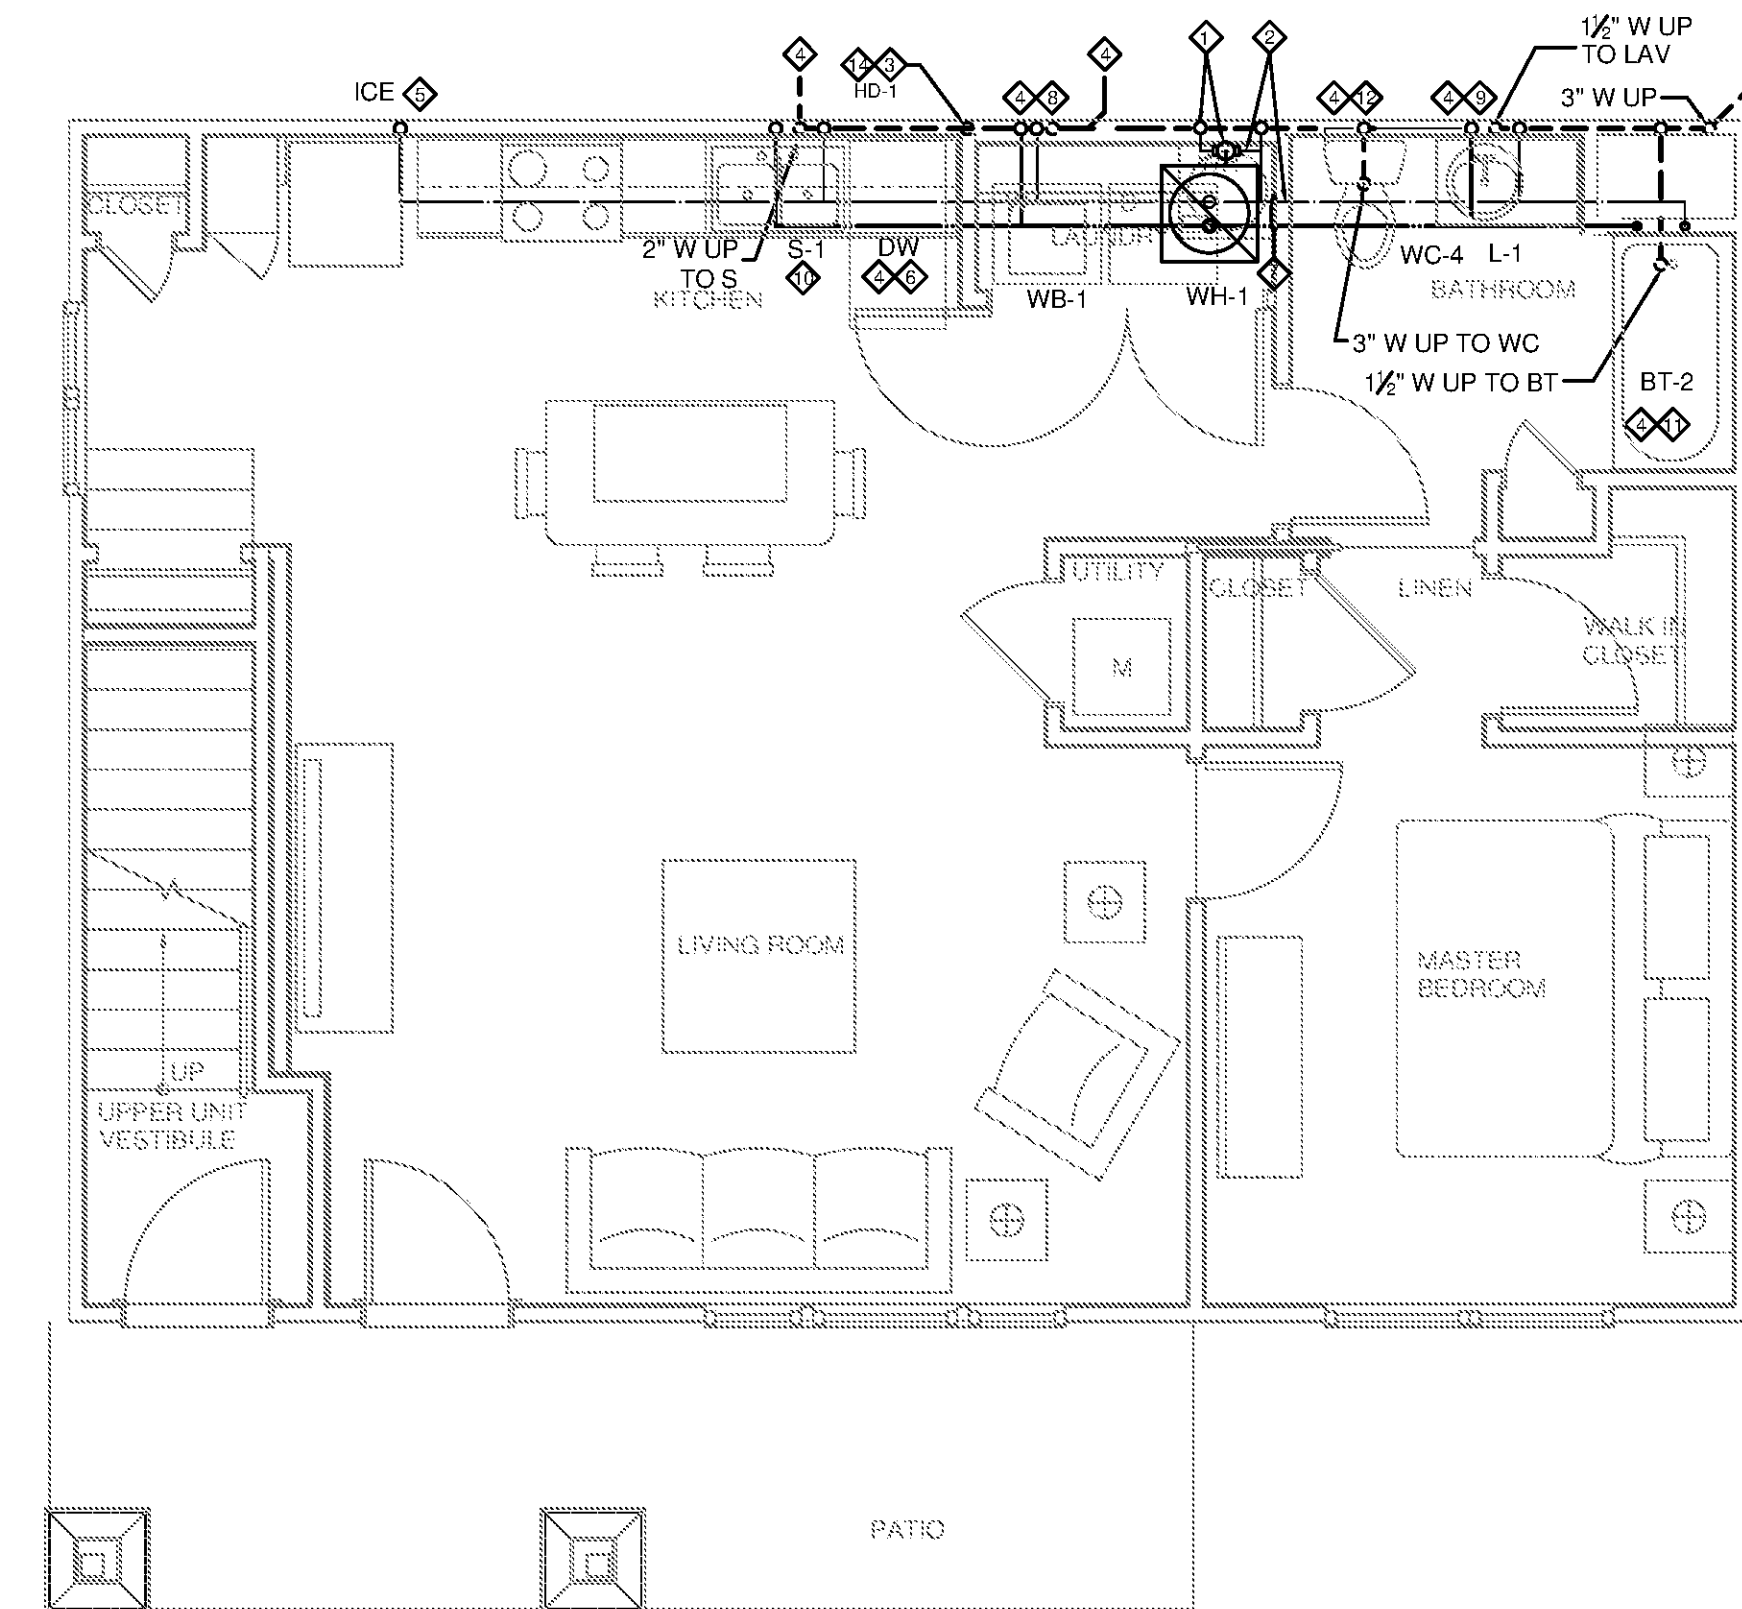 1½" W UP
TO LAV
3" W UP
1
2
4
14 3
HD-1
4
ICE 5
4 8
4 12
4 9
CLOSET
2" W UP
TO S
S-1
10
DW
4 6
KITCHEN
LAUNDRY
WB-1
WH-1
WC-4
L-1
BATHROOM
3" W UP TO WC
1½" W UP TO BT
BT-2
4 11
UTILITY
CLOSET
LINEN
WALK IN
CLOSET
M
LIVING ROOM
MASTER
BEDROOM
UP
UPPER UNIT
VESTIBULE
PATIO